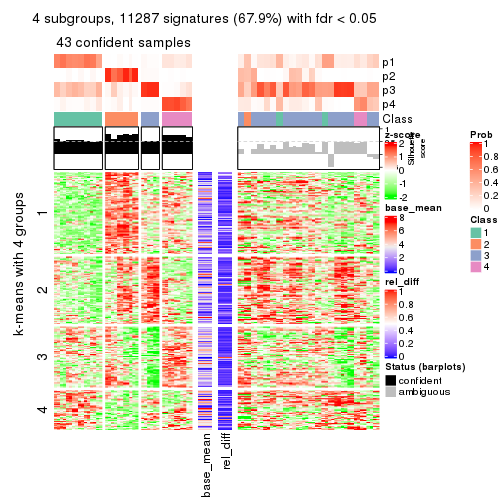 4 subgroups, 11287 signatures (67.9%) with fdr < 0.05
43 confident samples
p1
p2
p3
p4
Class
1
Silhouette
score
k-means with 4 groups
1
2
3
4
base_mean
rel_diff
z-score
2
1
0
-1
-2
base_mean
8
6
4
2
0
rel_diff
1
0.8
0.6
0.4
0.2
0
Status (barplots)
confident
ambiguous
Prob
1
0.8
0.6
0.4
0.2
0
Class
1
2
3
4